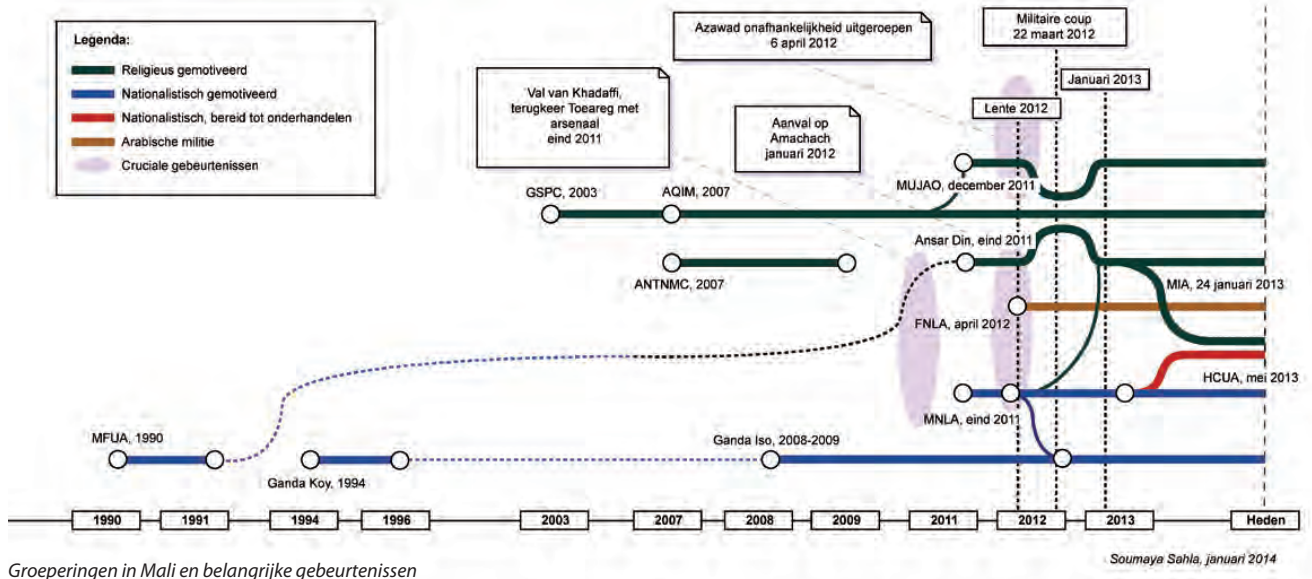 Legenda:
Religieus gemotiveerd
Nationalistisch gemotiveerd
Nationalistisch, bereid tot onderhandelen
Arabische militie
Cruciale gebeurtenissen
Azawad onafhankelijkheid uitgeroepen
6 april 2012
Militaire coup
22 maart 2012
Val van Khadaffi,
terugkeer Toeareg met
arsenaal
eind 2011
Aanval op
Amachach
januari 2012
Lente 2012
Januari 2013
GSPC, 2003
AQIM, 2007
MUJAO, december 2011
ANTNMC, 2007
Ansar Din, eind 2011
MIA, 24 januari 2013
FNLA, april 2012
HCUA, mei 2013
MNLA, eind 2011
MFUA, 1990
Ganda Koy, 1994
Ganda Iso, 2008-2009
1990
1991
1994
1996
2003
2007
2008
2009
2011
2012
2013
Heden
Soumaya Sahla, januari 2014
Groeperingen in Mali en belangrijke gebeurtenissen